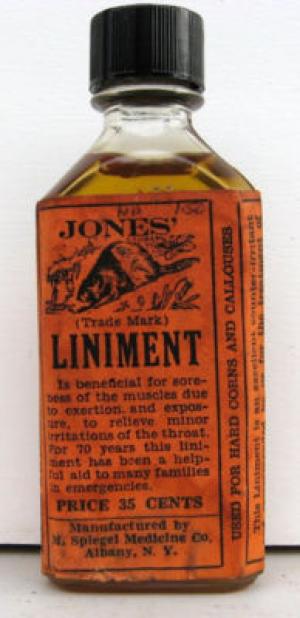 JONES'
(Trade Mark)
LINIMENT
Is beneficial for sore-
ness of the muscles due
to exertion and expos-
ure, to relieve minor
irritations of the throat.
For 70 years this lini-
ment has been a help-
ful aid to many families
in emergencies.
PRICE 35 CENTS
Manufactured by
M. Spiegel Medicine Co.
Albany, N. Y.
USED FOR HARD CORNS AND CALLOUSES
This Liniment is an excellent counter-irritant